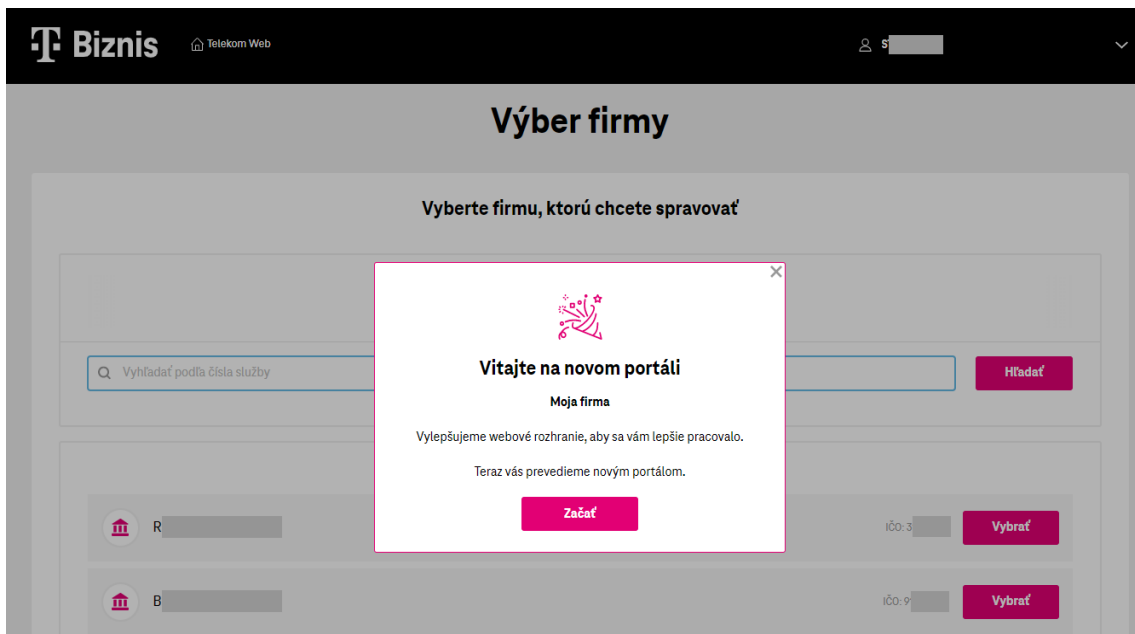 T Biznis Telekom Web S
Výber firmy
Vyberte firmu, ktorú chcete spravovať
Vitajte na novom portáli
Moja firma
Vyhľadať podľa čísla služby Hľadať
Vylepšujeme webové rozhranie, aby sa vám lepšie pracovalo.
Teraz vás prevedieme novým portálom.
Začať
R IČO: 3 Vybrať
B IČO: 9 Vybrať